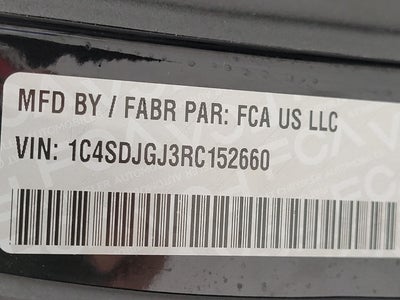 MFD BY / FABR PAR: FCA US LLC
VIN: 1C4SDJGJ3RC152660